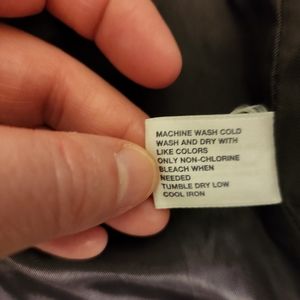 MACHINE WASH COLD
WASH AND DRY WITH
LIKE COLORS
ONLY NON-CHLORINE
BLEACH WHEN
NEEDED
TUMBLE DRY LOW
COOL IRON